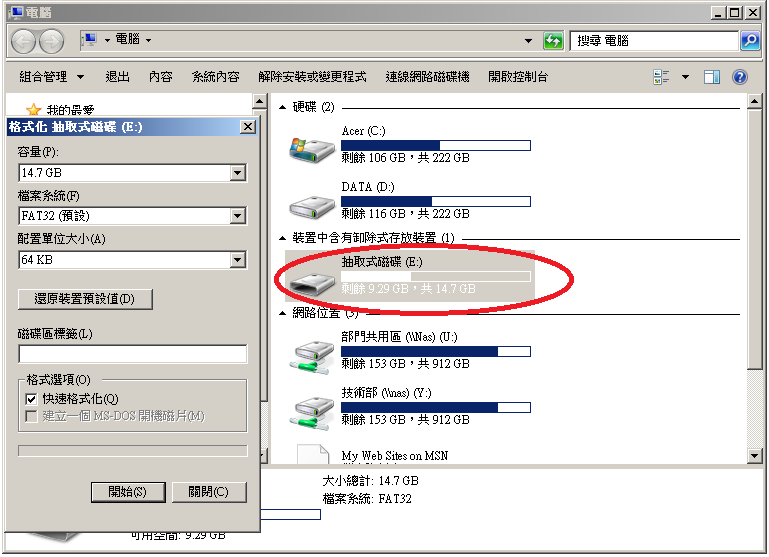 電腦
電腦
搜尋 電腦
組合管理 退出 內容 系統內容 解除安裝或變更程式 連線網路磁碟機 開啟控制台
我的最愛
格式化 抽取式磁碟 (E:)
容量(P):
14.7 GB
檔案系統(F)
FAT32 (預設)
配置單位大小(A)
64 KB
還原裝置預設值(D)
磁碟區標籤(L)
格式選項(O)
快速格式化(Q)
建立一個 MS-DOS 開機磁片(M)
開始(S) 關閉(C)
硬碟 (2)
Acer (C:)
剩餘 106 GB，共 222 GB
DATA (D:)
剩餘 116 GB，共 222 GB
裝置中含有卸除式存放裝置 (1)
抽取式磁碟 (E:)
剩餘 9.29 GB，共 14.7 GB
網路位置 (3)
部門共用區 (\\Nas) (U:)
剩餘 153 GB，共 912 GB
技術部 (\\nas) (Y:)
剩餘 153 GB，共 912 GB
My Web Sites on MSN
大小總計: 14.7 GB
檔案系統: FAT32
可用空間: 9.29 GB